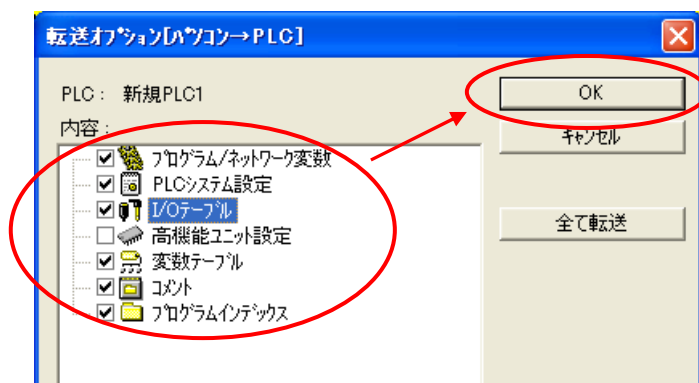 転送ｵﾌﾟｼｮﾝ[ﾊﾟｿｺﾝ→PLC]
PLC： 新規PLC1
OK
内容：
ｷｬﾝｾﾙ
ﾌﾟﾛｸﾞﾗﾑ/ﾈｯﾄﾜｰｸ変数
PLCｼｽﾃﾑ設定
I/Oﾃｰﾌﾞﾙ
全て転送
高機能ﾕﾆｯﾄ設定
変数ﾃｰﾌﾞﾙ
ｺﾒﾝﾄ
ﾌﾟﾛｸﾞﾗﾑｲﾝﾃﾞｯｸｽ